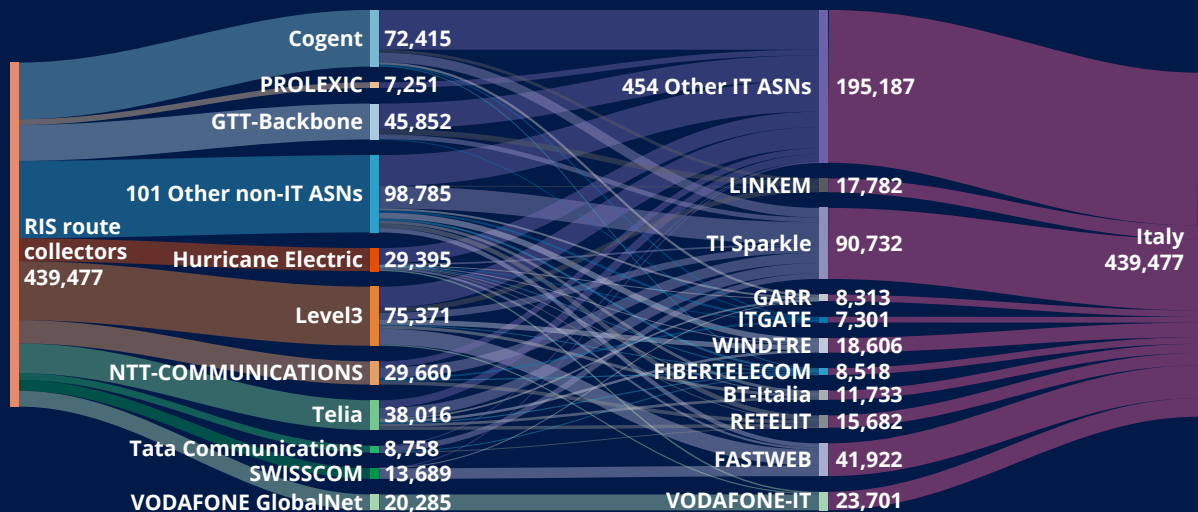 RIS route
collectors
439,477
Cogent 72,415
PROLEXIC 7,251
GTT-Backbone 45,852
101 Other non-IT ASNs 98,785
Hurricane Electric 29,395
Level3 75,371
NTT-COMMUNICATIONS 29,660
Telia 38,016
Tata Communications 8,758
SWISSCOM 13,689
VODAFONE GlobalNet 20,285
454 Other IT ASNs 195,187
LINKEM 17,782
TI Sparkle 90,732
GARR 8,313
ITGATE 7,301
WINDTRE 18,606
FIBERTELECOM 8,518
BT-Italia 11,733
RETELIT 15,682
FASTWEB 41,922
VODAFONE-IT 23,701
Italy
439,477